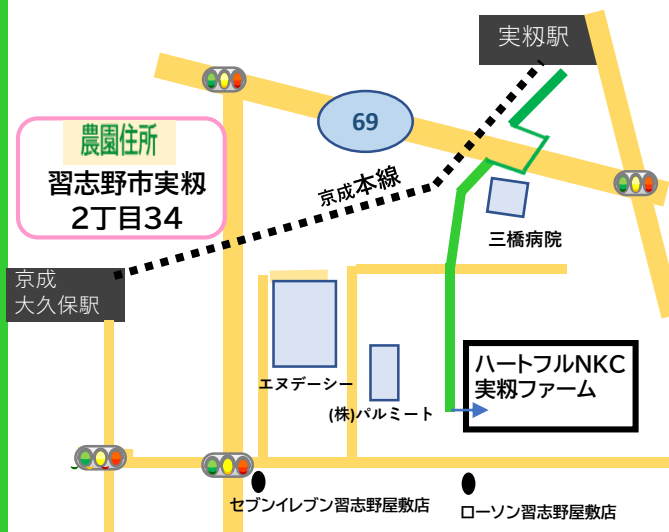 実籾駅
69
農園住所
習志野市実籾
2丁目34
京成本線
三橋病院
京成
大久保駅
ハートフルNKC
実籾ファーム
エヌデーシー
(株)パルミート
セブンイレブン習志野屋敷店
ローソン習志野屋敷店